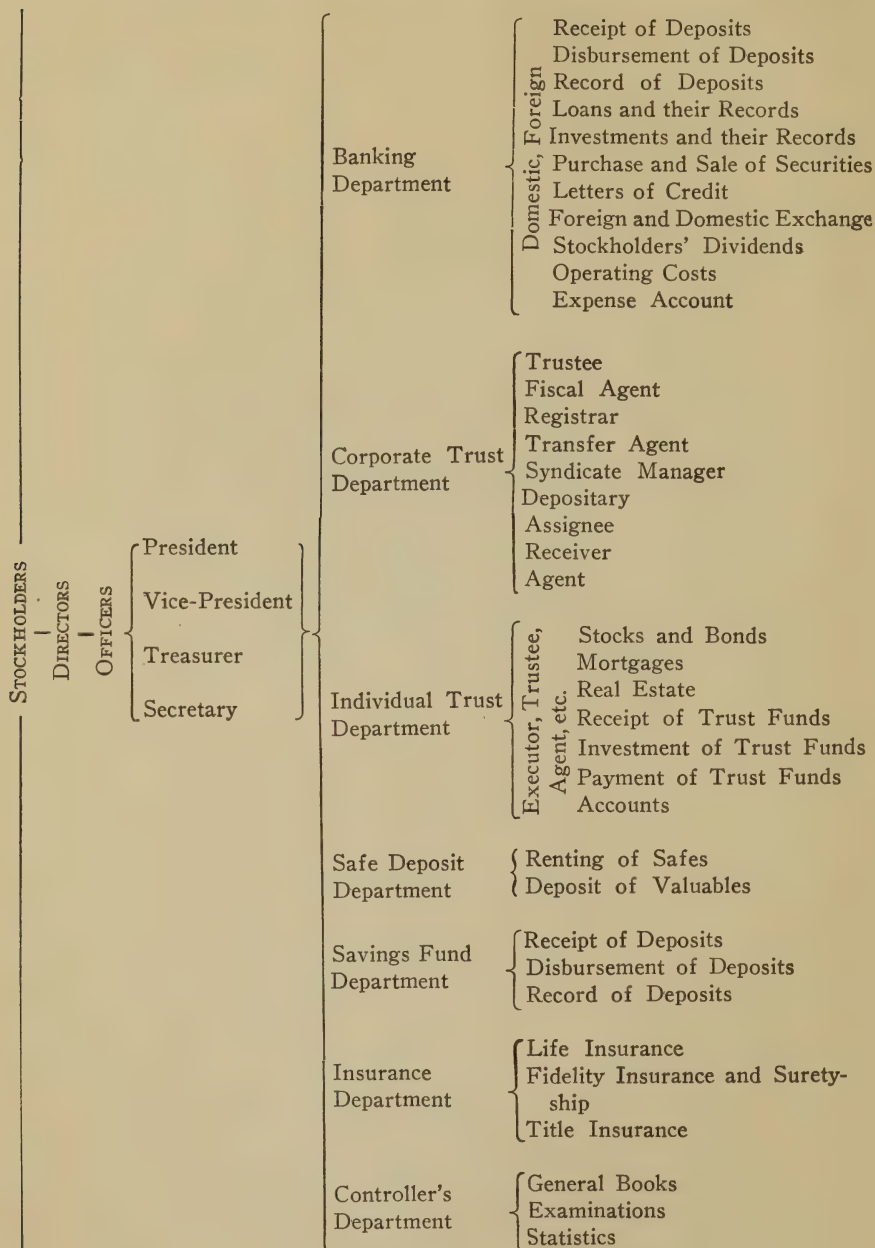 STOCKHOLDERS
DIRECTORS
OFFICERS
President
Vice-President
Treasurer
Secretary
Banking
Department
Domestic, Foreign
Receipt of Deposits
Disbursement of Deposits
Record of Deposits
Loans and their Records
Investments and their Records
Purchase and Sale of Securities
Letters of Credit
Foreign and Domestic Exchange
Stockholders' Dividends
Operating Costs
Expense Account
Corporate Trust
Department
Trustee
Fiscal Agent
Registrar
Transfer Agent
Syndicate Manager
Depositary
Assignee
Receiver
Agent
Individual Trust
Department
Executor, Trustee,
Agent, etc.
Stocks and Bonds
Mortgages
Real Estate
Receipt of Trust Funds
Investment of Trust Funds
Payment of Trust Funds
Accounts
Safe Deposit
Department
Renting of Safes
Deposit of Valuables
Savings Fund
Department
Receipt of Deposits
Disbursement of Deposits
Record of Deposits
Insurance
Department
Life Insurance
Fidelity Insurance and Surety-
ship
Title Insurance
Controller's
Department
General Books
Examinations
Statistics